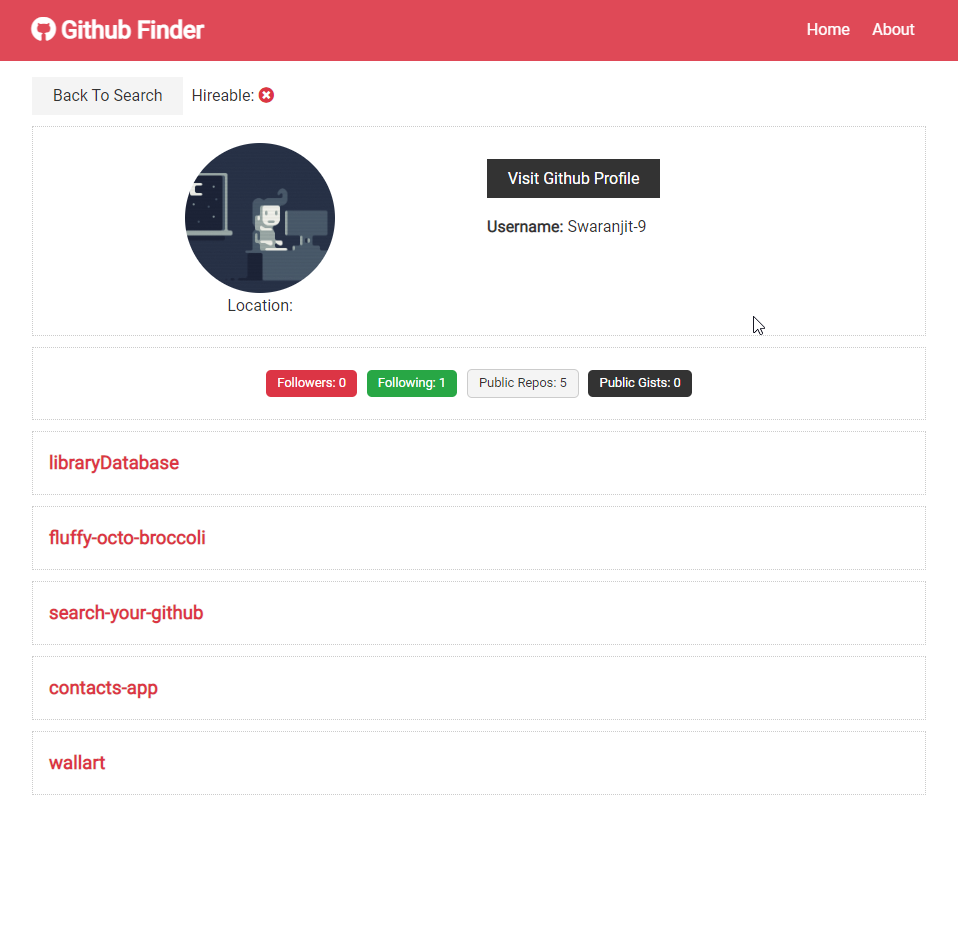 Github Finder
Home About
Back To Search Hireable:
Visit Github Profile
Username: Swaranjit-9
Location:
Followers: 0 Following: 1 Public Repos: 5 Public Gists: 0
libraryDatabase
fluffy-octo-broccoli
search-your-github
contacts-app
wallart